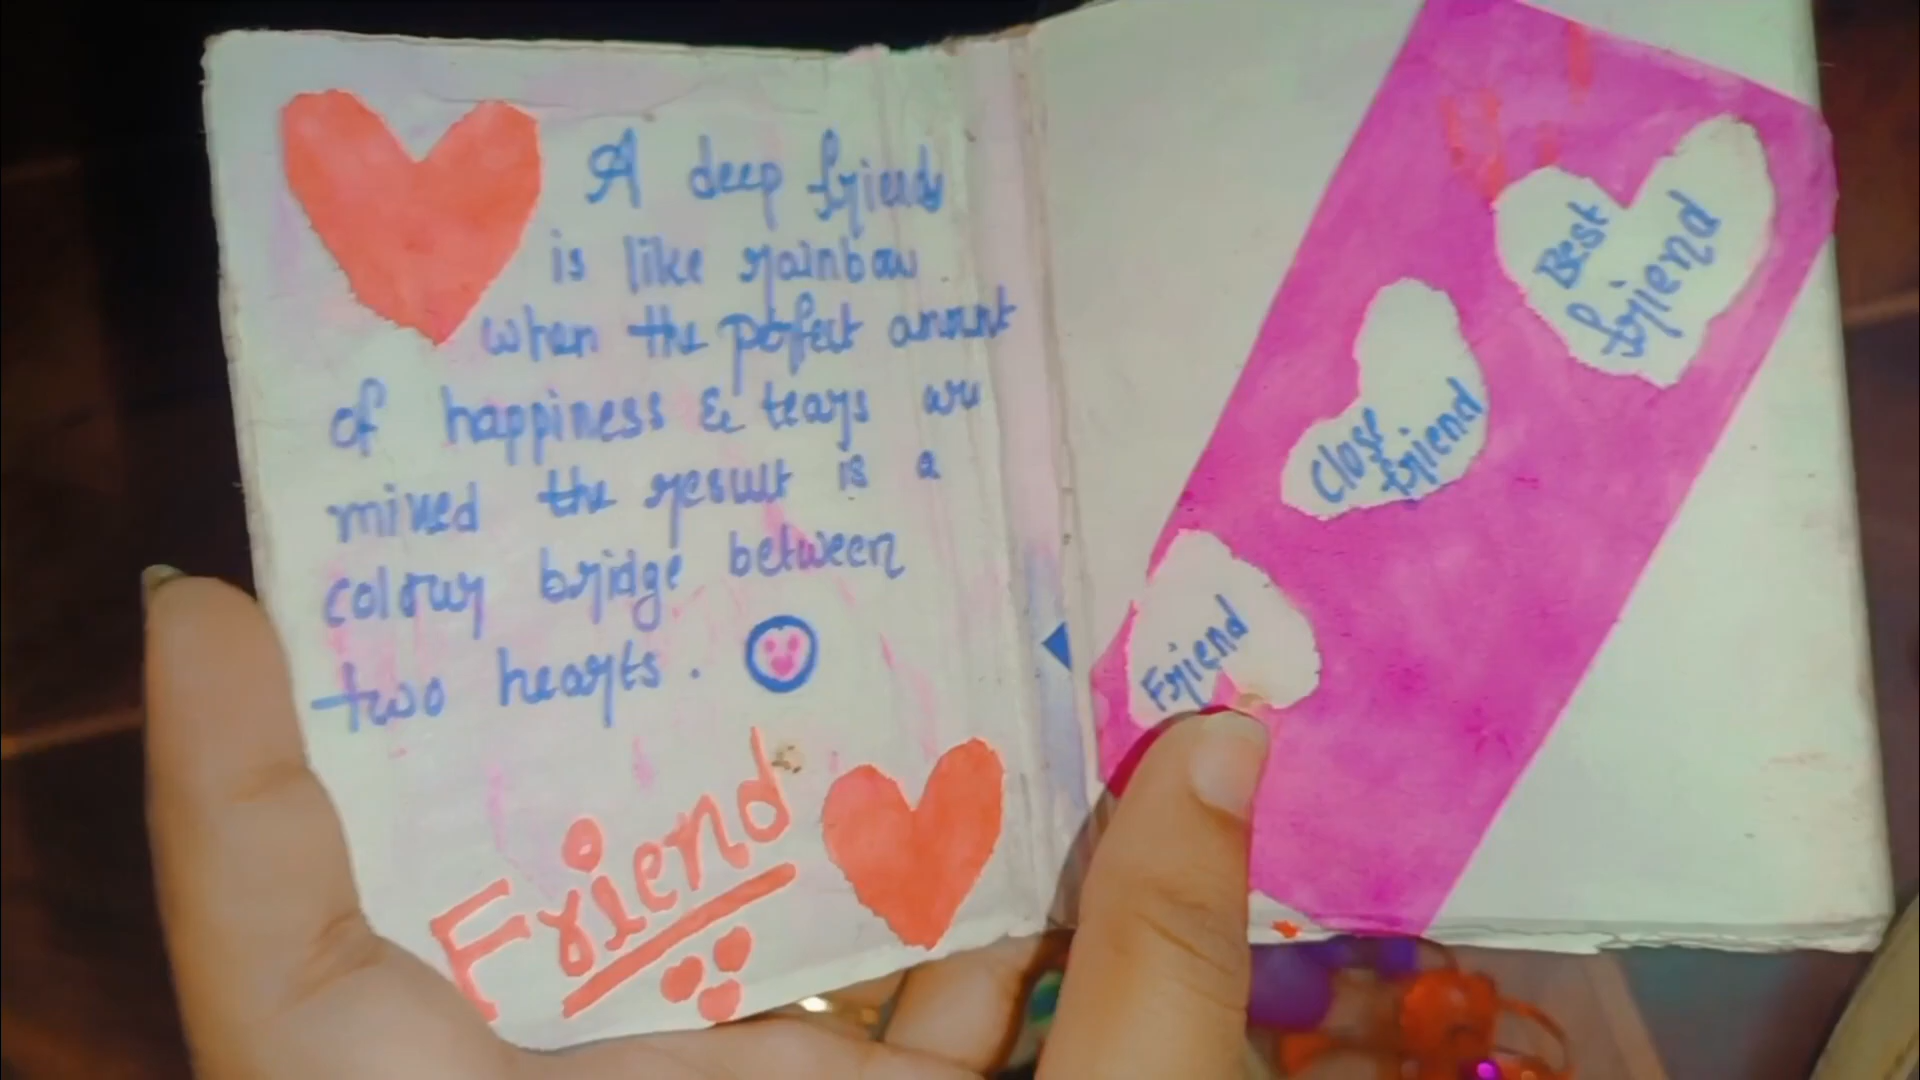 A deep friends
is like rainbow
when the perfect amount
of happiness & tears are
mixed the result is a
colour bridge between
two hearts.
Friend
Best
friend
Close
friend
Friend